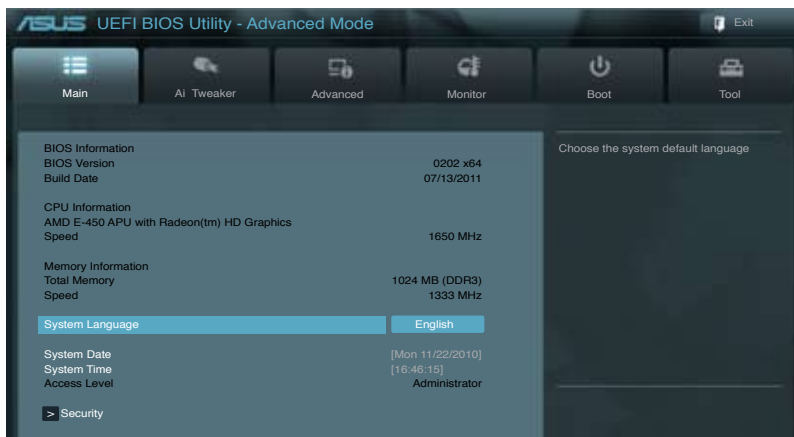 ASUS UEFI BIOS Utility - Advanced Mode
Exit
Main
Ai Tweaker
Advanced
Monitor
Boot
Tool
BIOS Information
BIOS Version 0202 x64
Build Date 07/13/2011
CPU Information
AMD E-450 APU with Radeon(tm) HD Graphics
Speed 1650 MHz
Memory Information
Total Memory 1024 MB (DDR3)
Speed 1333 MHz
System Language English
System Date [Mon 11/22/2010]
System Time [16:46:15]
Access Level Administrator
> Security
Choose the system default language